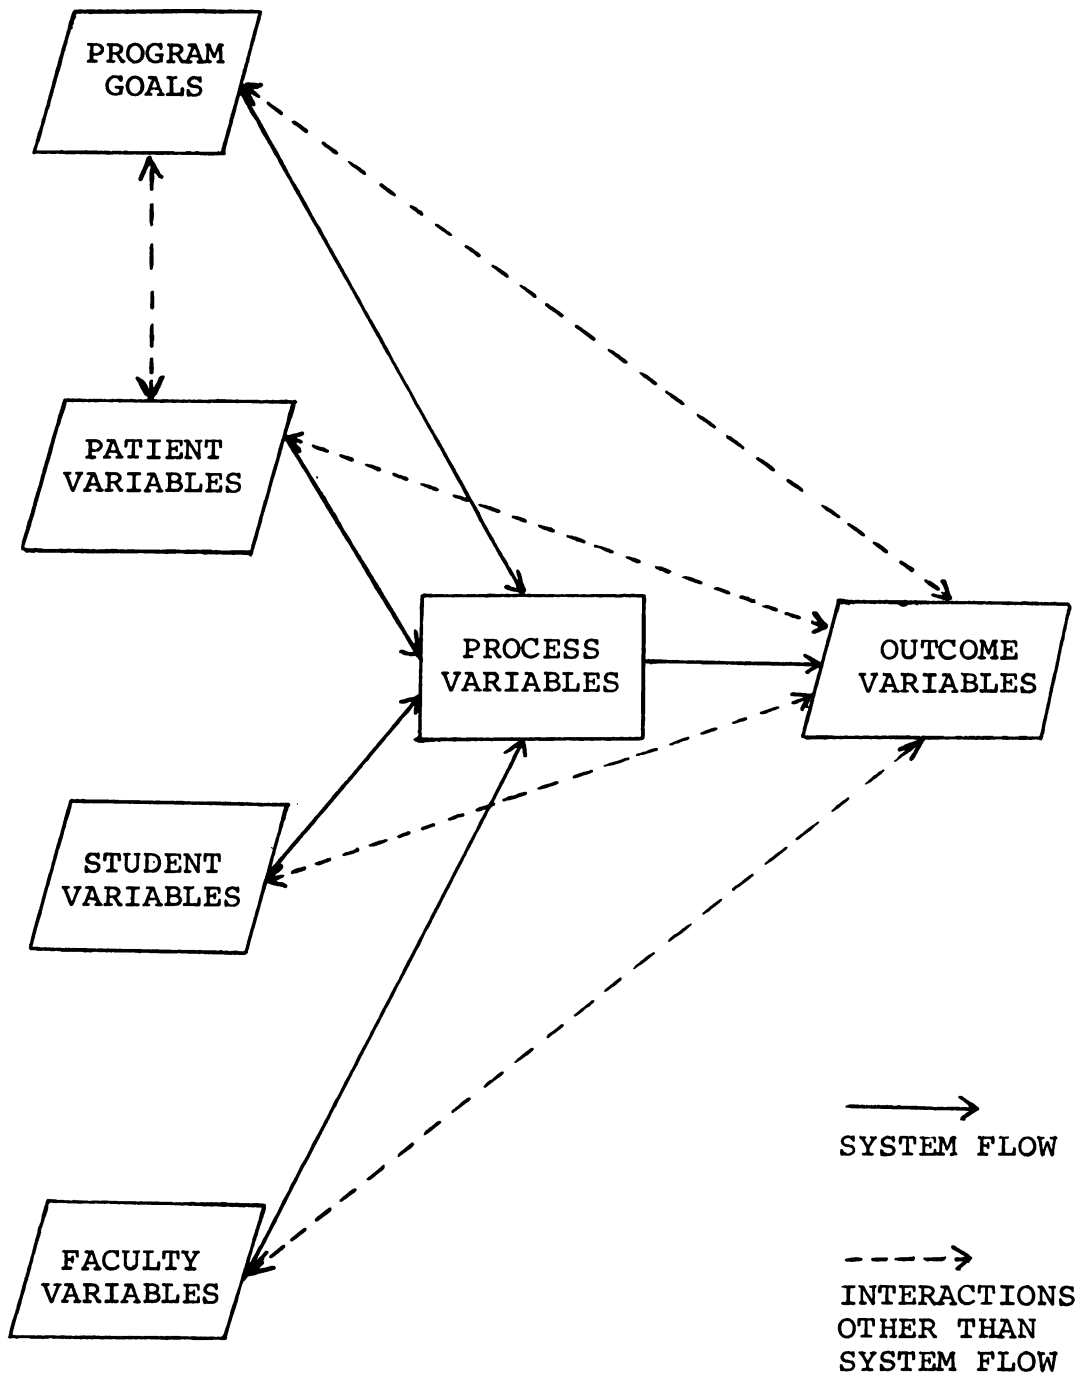 PROGRAM
GOALS
PATIENT
VARIABLES
PROCESS
VARIABLES
OUTCOME
VARIABLES
STUDENT
VARIABLES
FACULTY
VARIABLES
SYSTEM FLOW
INTERACTIONS
OTHER THAN
SYSTEM FLOW